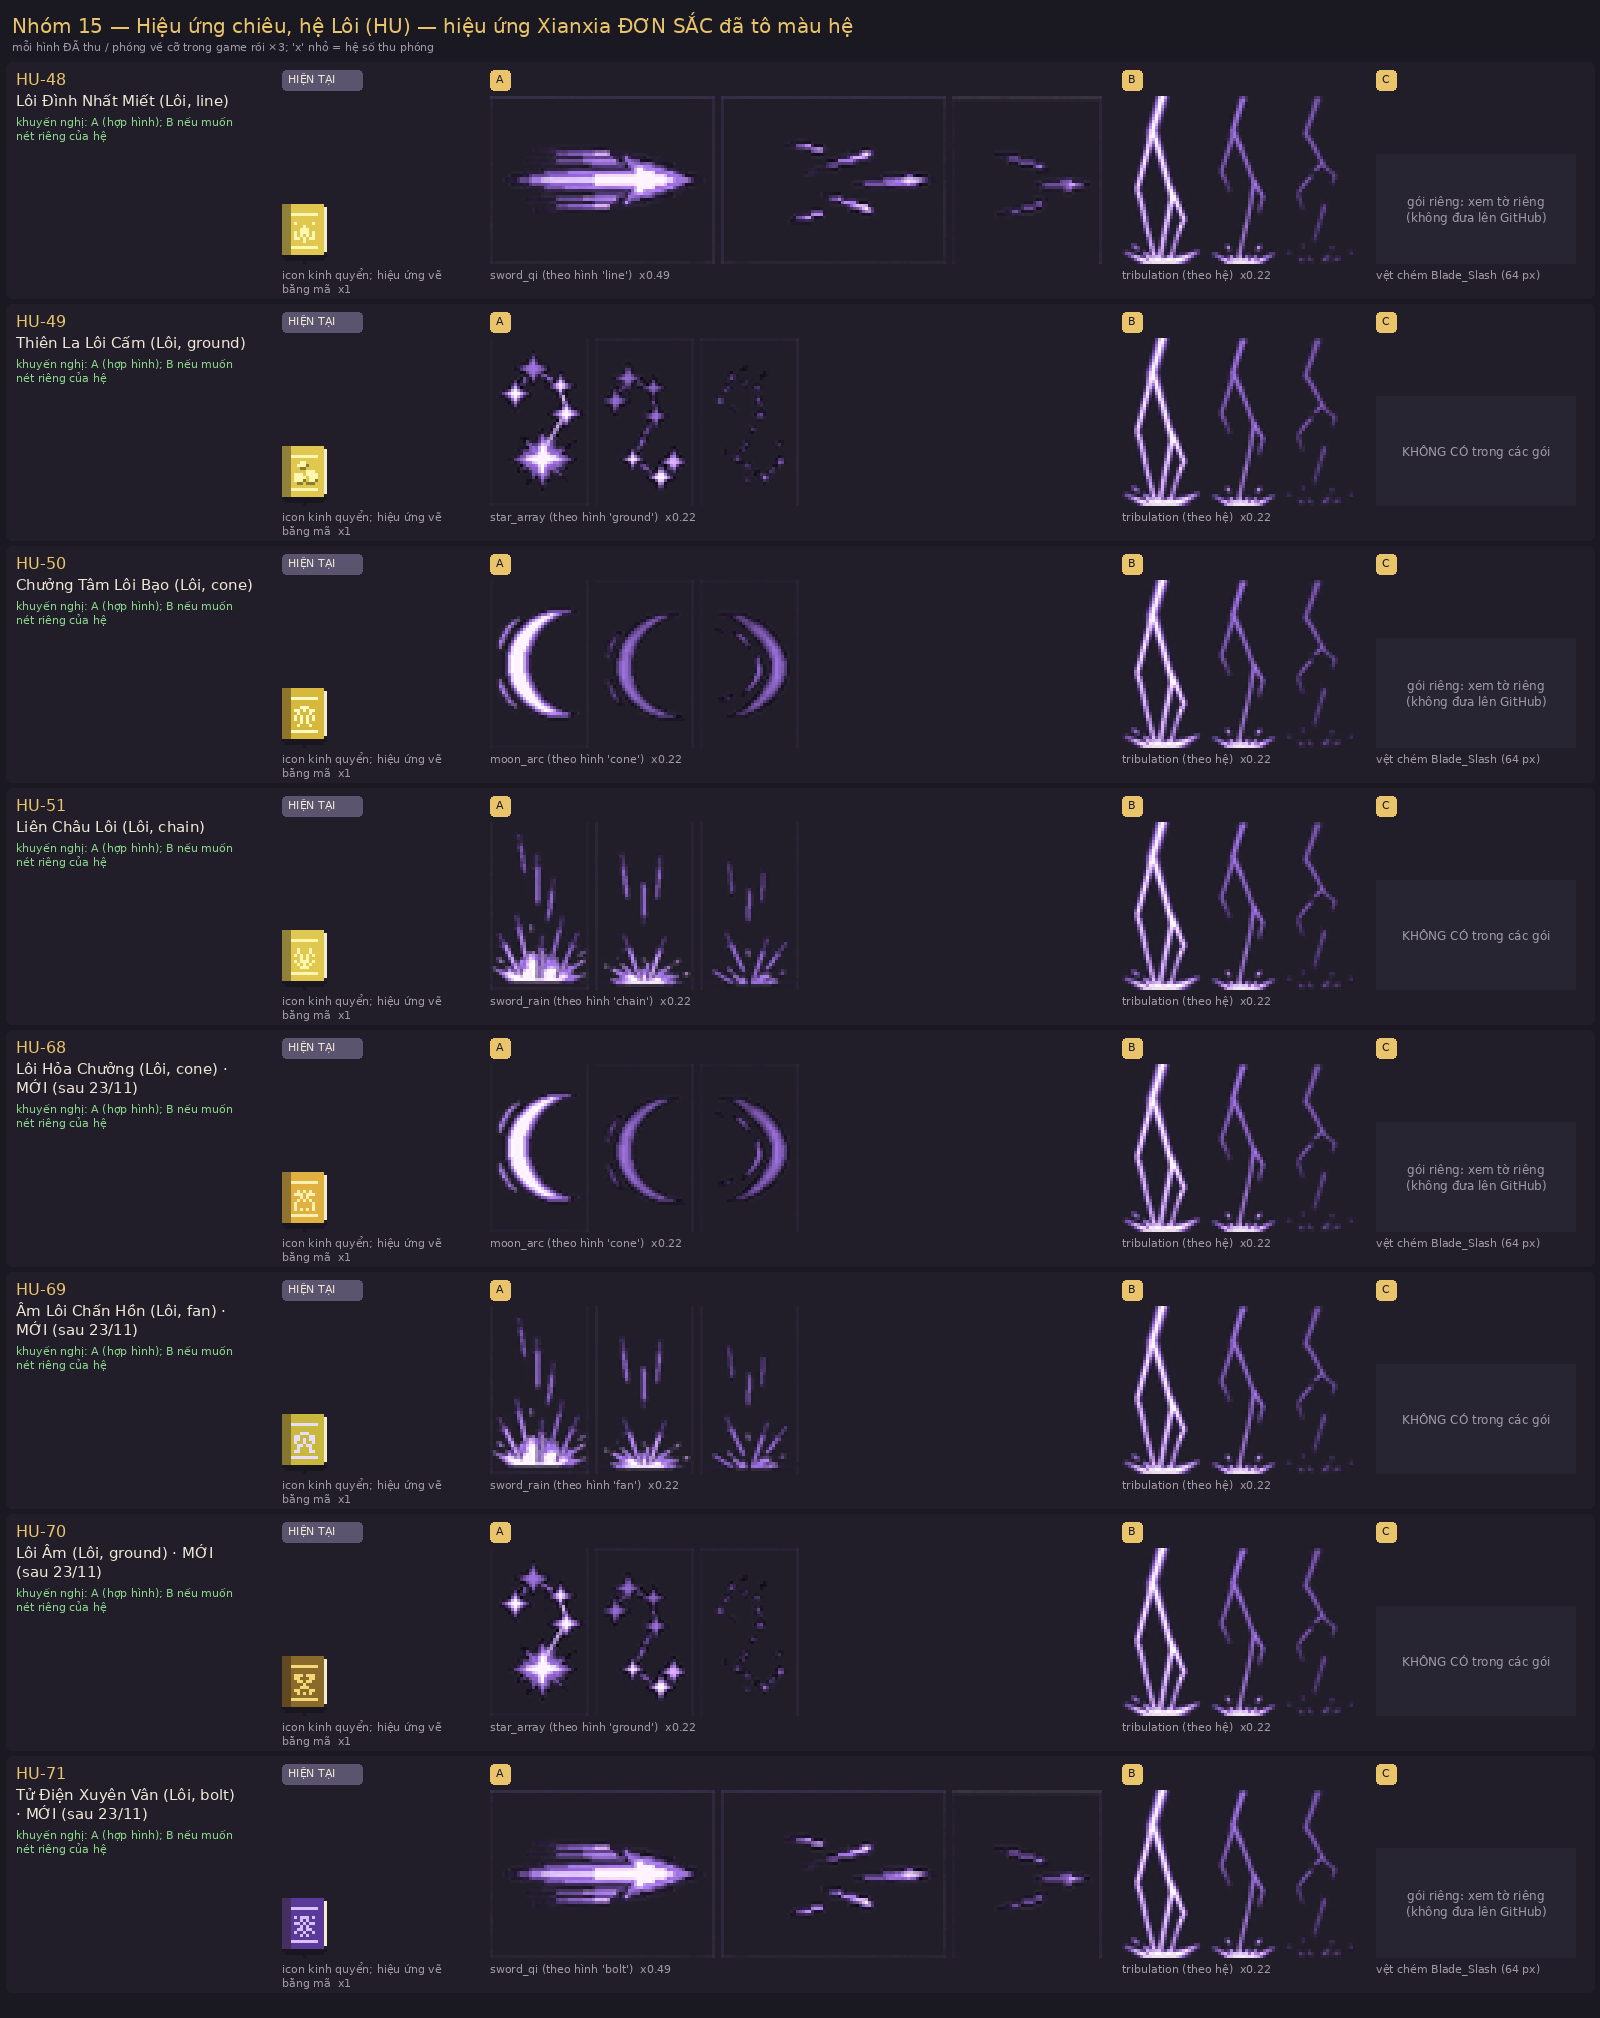 Nhóm 15 — Hiệu ứng chiêu, hệ Lôi (HU) — hiệu ứng Xianxia ĐƠN SẮC đã tô màu hệ
mỗi hình ĐÃ thu / phóng về cỡ trong game rồi ×3; 'x' nhỏ = hệ số thu phóng
HU-48
Lôi Đình Nhất Miết (Lôi, line)
khuyến nghị: A (hợp hình); B nếu muốn
nét riêng của hệ
HIỆN TẠI
icon kinh quyển; hiệu ứng vẽ
bằng mã x1
A
sword_qi (theo hình 'line') x0.49
B
tribulation (theo hệ) x0.22
C
gói riêng: xem tờ riêng
(không đưa lên GitHub)
vệt chém Blade_Slash (64 px)
HU-49
Thiên La Lôi Cấm (Lôi, ground)
khuyến nghị: A (hợp hình); B nếu muốn
nét riêng của hệ
HIỆN TẠI
icon kinh quyển; hiệu ứng vẽ
bằng mã x1
A
star_array (theo hình 'ground') x0.22
B
tribulation (theo hệ) x0.22
C
KHÔNG CÓ trong các gói
HU-50
Chưởng Tâm Lôi Bạo (Lôi, cone)
khuyến nghị: A (hợp hình); B nếu muốn
nét riêng của hệ
HIỆN TẠI
icon kinh quyển; hiệu ứng vẽ
bằng mã x1
A
moon_arc (theo hình 'cone') x0.22
B
tribulation (theo hệ) x0.22
C
gói riêng: xem tờ riêng
(không đưa lên GitHub)
vệt chém Blade_Slash (64 px)
HU-51
Liên Châu Lôi (Lôi, chain)
khuyến nghị: A (hợp hình); B nếu muốn
nét riêng của hệ
HIỆN TẠI
icon kinh quyển; hiệu ứng vẽ
bằng mã x1
A
sword_rain (theo hình 'chain') x0.22
B
tribulation (theo hệ) x0.22
C
KHÔNG CÓ trong các gói
HU-68
Lôi Hỏa Chưởng (Lôi, cone) ·
MỚI (sau 23/11)
khuyến nghị: A (hợp hình); B nếu muốn
nét riêng của hệ
HIỆN TẠI
icon kinh quyển; hiệu ứng vẽ
bằng mã x1
A
moon_arc (theo hình 'cone') x0.22
B
tribulation (theo hệ) x0.22
C
gói riêng: xem tờ riêng
(không đưa lên GitHub)
vệt chém Blade_Slash (64 px)
HU-69
Âm Lôi Chấn Hồn (Lôi, fan) ·
MỚI (sau 23/11)
khuyến nghị: A (hợp hình); B nếu muốn
nét riêng của hệ
HIỆN TẠI
icon kinh quyển; hiệu ứng vẽ
bằng mã x1
A
sword_rain (theo hình 'fan') x0.22
B
tribulation (theo hệ) x0.22
C
KHÔNG CÓ trong các gói
HU-70
Lôi Âm (Lôi, ground) · MỚI
(sau 23/11)
khuyến nghị: A (hợp hình); B nếu muốn
nét riêng của hệ
HIỆN TẠI
icon kinh quyển; hiệu ứng vẽ
bằng mã x1
A
star_array (theo hình 'ground') x0.22
B
tribulation (theo hệ) x0.22
C
KHÔNG CÓ trong các gói
HU-71
Tử Điện Xuyên Vân (Lôi, bolt)
· MỚI (sau 23/11)
khuyến nghị: A (hợp hình); B nếu muốn
nét riêng của hệ
HIỆN TẠI
icon kinh quyển; hiệu ứng vẽ
bằng mã x1
A
sword_qi (theo hình 'bolt') x0.49
B
tribulation (theo hệ) x0.22
C
gói riêng: xem tờ riêng
(không đưa lên GitHub)
vệt chém Blade_Slash (64 px)